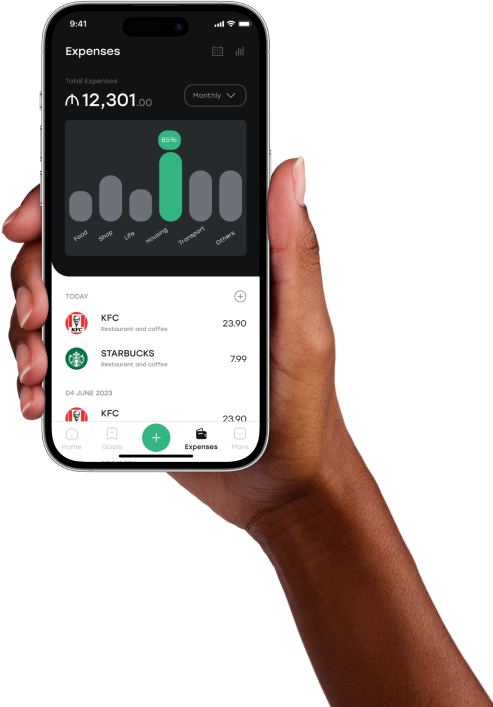 9:41
Expenses
Total Expenses
₼12,301.00
Monthly
85%
Food
Shop
Life
Housing
Transport
Others
TODAY
KFC
Restaurant and coffee
23.90
KFC
STARBUCKS
Restaurant and coffee
7.99
04 JUNE 2023
KFC
23.90
Home
Goals
Expenses
More